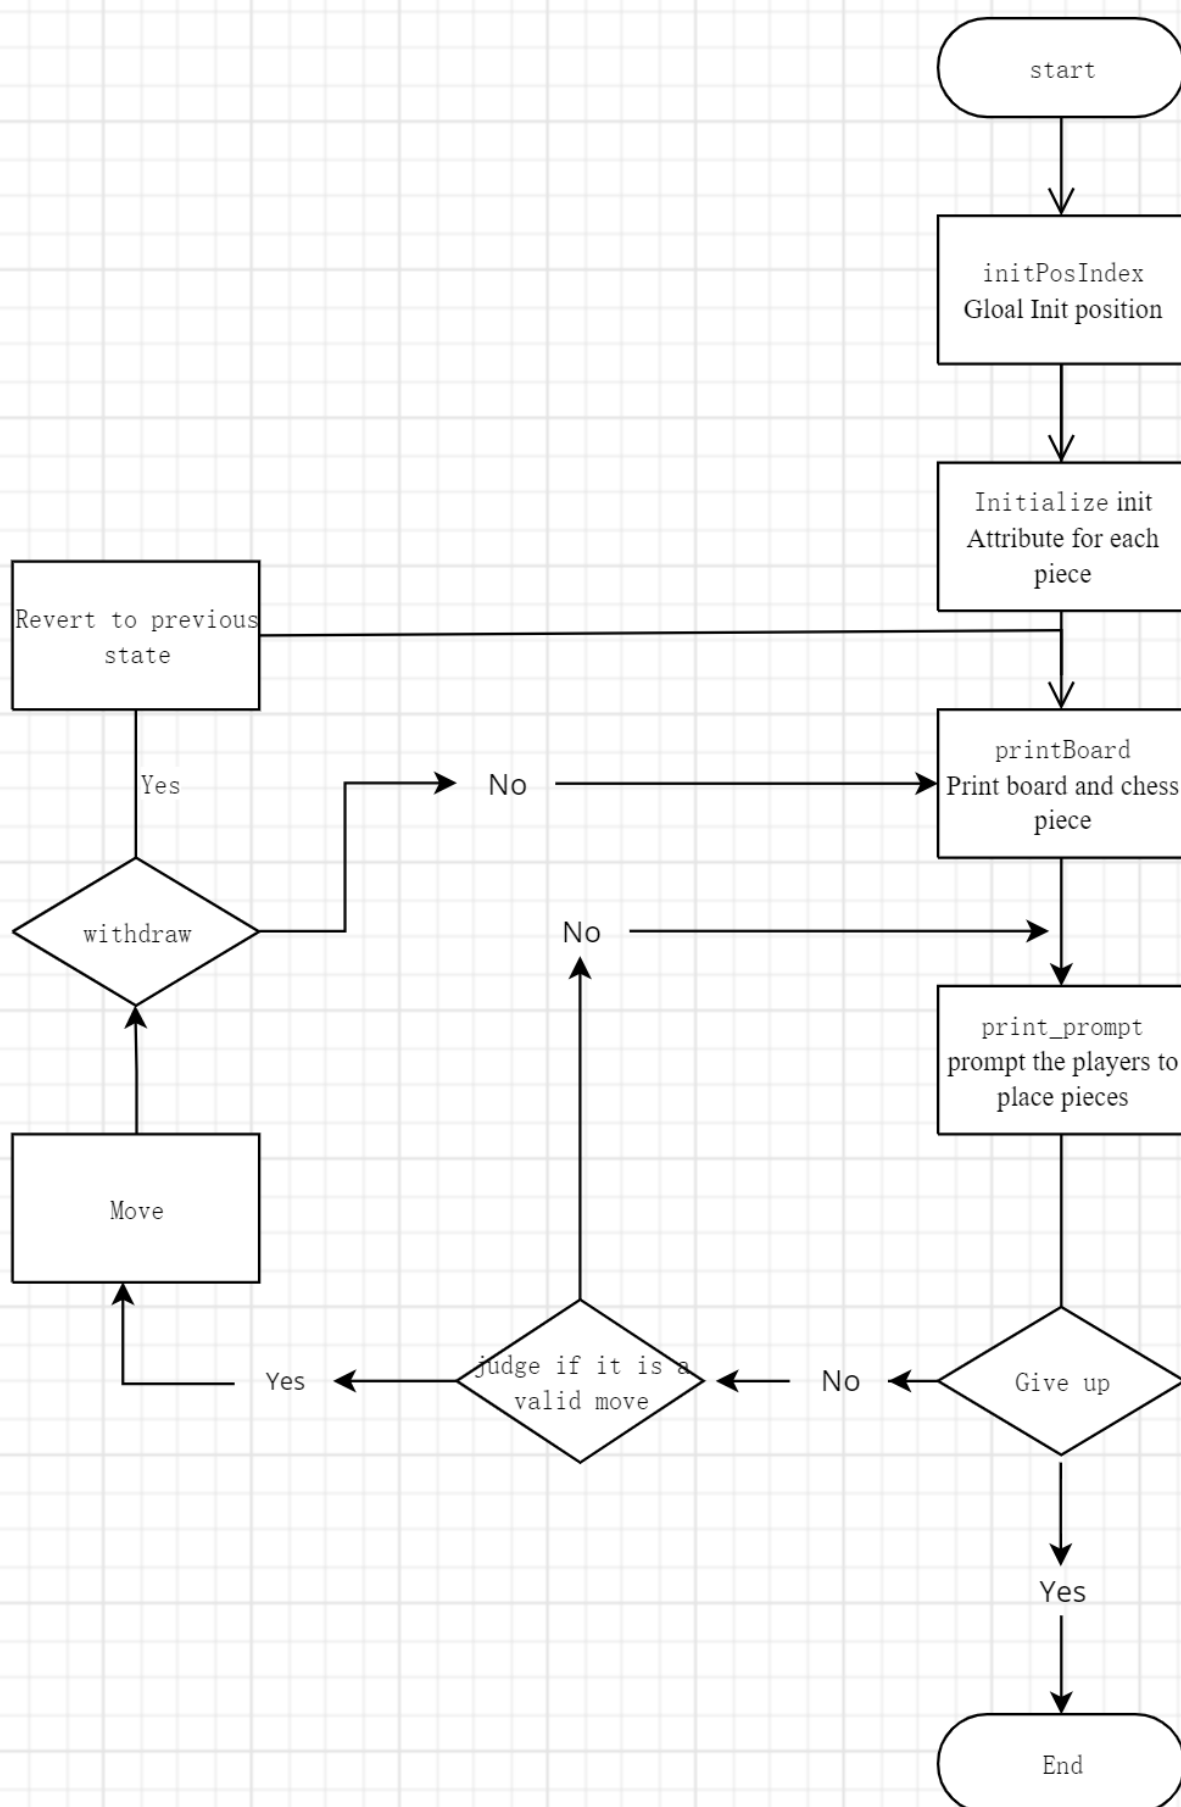 start
initPosIndex
Gloal Init position
Initialize init
Attribute for each
piece
Revert to previous
state
printBoard
Print board and chess
piece
Yes
No
withdraw
No
print_prompt
prompt the players to
place pieces
Move
judge if it is a
valid move
Yes
No
Give up
Yes
End